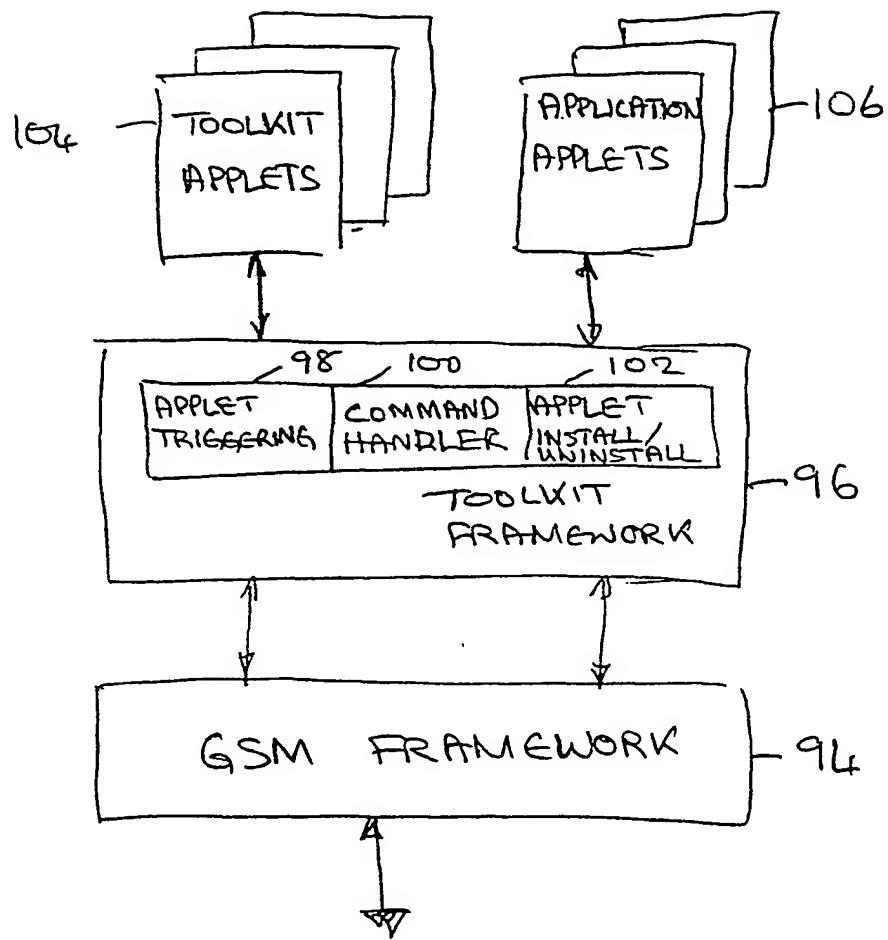 104
TOOLKIT
APPLETS
APPLICATION
APPLETS
106
98
100
102
APPLET
TRIGGERING
COMMAND
HANDLER
APPLET
INSTALL/
UNINSTALL
TOOLKIT
FRAMEWORK
96
GSM FRAMEWORK
94